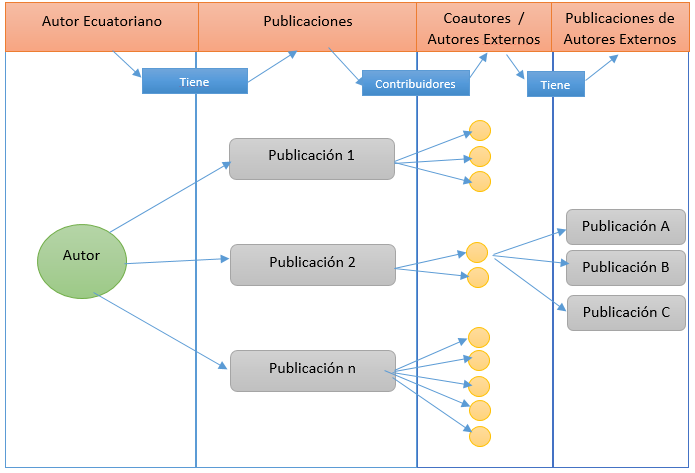 Autor Ecuatoriano
Publicaciones
Coautores /
Autores Externos
Publicaciones de
Autores Externos
Tiene
Contribuidores
Tiene
Publicación 1
Autor
Publicación 2
Publicación A
Publicación B
Publicación C
Publicación n